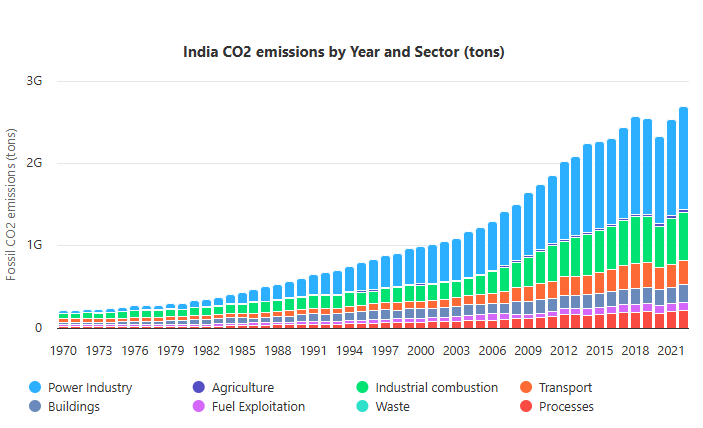 India CO2 emissions by Year and Sector (tons)
3G
2G
1G
0
Fossil CO2 emissions (tons)
1970 1973 1976 1979 1982 1985 1988 1991 1994 1997 2000 2003 2006 2009 2012 2015 2018 2021
Power Industry Agriculture Industrial combustion Transport
Buildings Fuel Exploitation Waste Processes